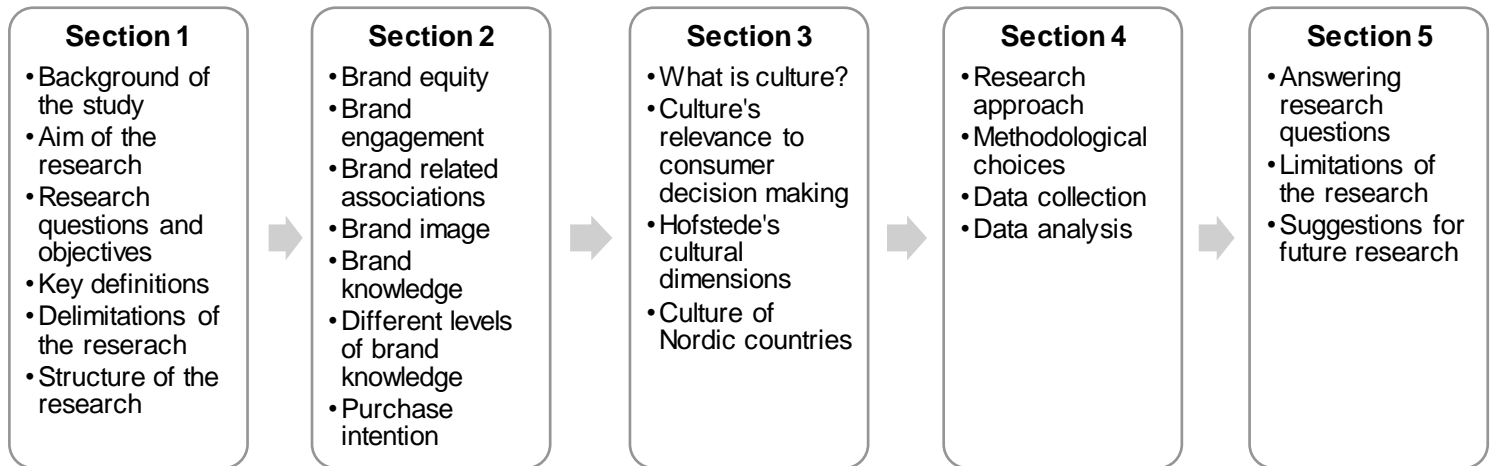 Section 1
•Background of
the study
•Aim of the
research
•Research
questions and
objectives
•Key definitions
•Delimitations of
the reserach
•Structure of the
research
Section 2
•Brand equity
•Brand
engagement
•Brand related
associations
•Brand image
•Brand
knowledge
•Different levels
of brand
knowledge
•Purchase
intention
Section 3
•What is culture?
•Culture's
relevance to
consumer
decision making
•Hofstede's
cultural
dimensions
•Culture of
Nordic countries
Section 4
•Research
approach
•Methodological
choices
•Data collection
•Data analysis
Section 5
•Answering
research
questions
•Limitations of
the research
•Suggestions for
future research